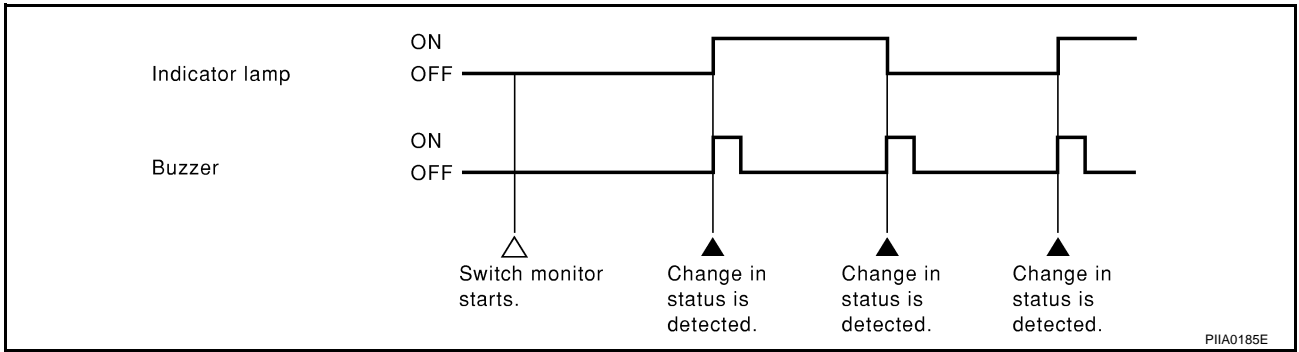 ON
Indicator lamp
OFF
ON
Buzzer
OFF
Switch monitor
starts.
Change in
status is
detected.
Change in
status is
detected.
Change in
status is
detected.
PIIA0185E